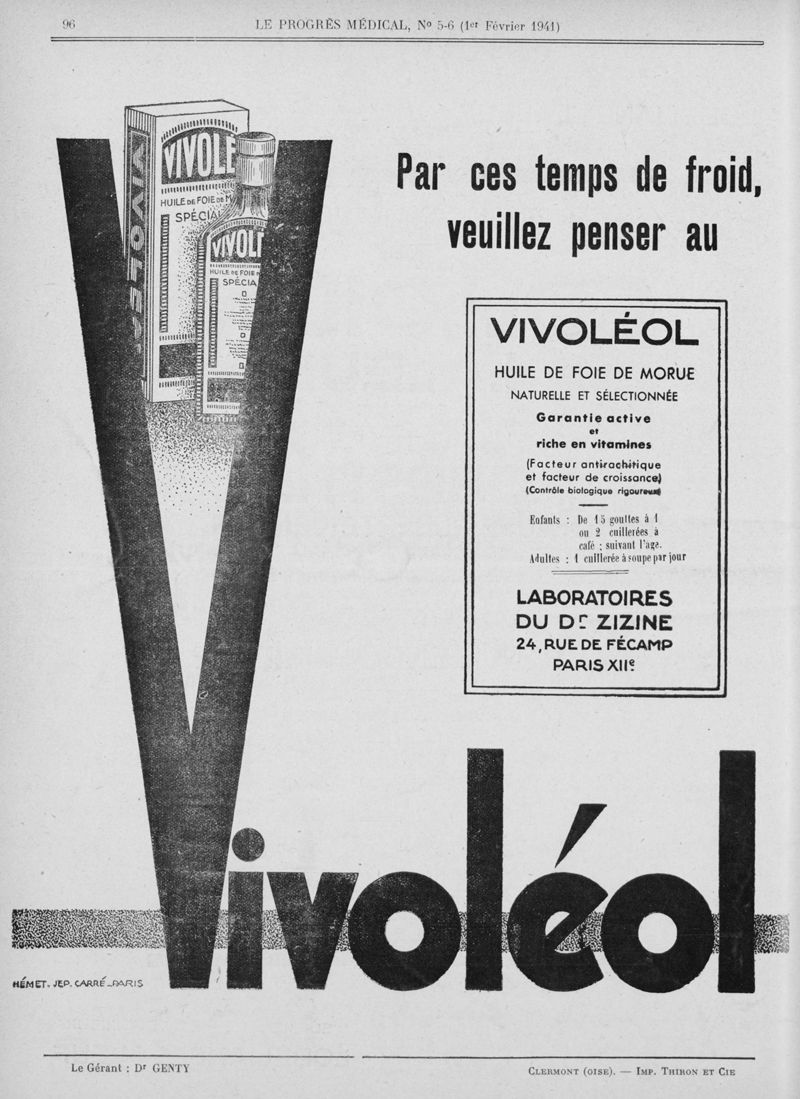 96
LE PROGRÈS MÉDICAL, Nº 5-6 (1er Février 1941)
VIVOLÉ
HUILE DE FOIE DE M
SPÉCIAL
VIVOLÉ
HUILE DE FOIE
SPÉCIA
Par ces temps de froid,
veuillez penser au
VIVOLÉOL
HUILE DE FOIE DE MORUE
NATURELLE ET SÉLECTIONNÉE
Garantie active
et
riche en vitamines
(Facteur antirachitique
et facteur de croissance)
(Contrôle biologique rigoureux)
Enfants : De 15 gouttes à 1
ou 2 cuillerées à
café ; suivant l'âge.
Adultes : 1 cuillerée à soupe par jour
LABORATOIRES
DU Dr ZIZINE
24, RUE DE FÉCAMP
PARIS XIIe
Vivoléol
HÉMET. JEP. CARRÉ_PARIS
Le Gérant : Dr GENTY
CLERMONT (OISE). — IMP. THIRON ET CIE